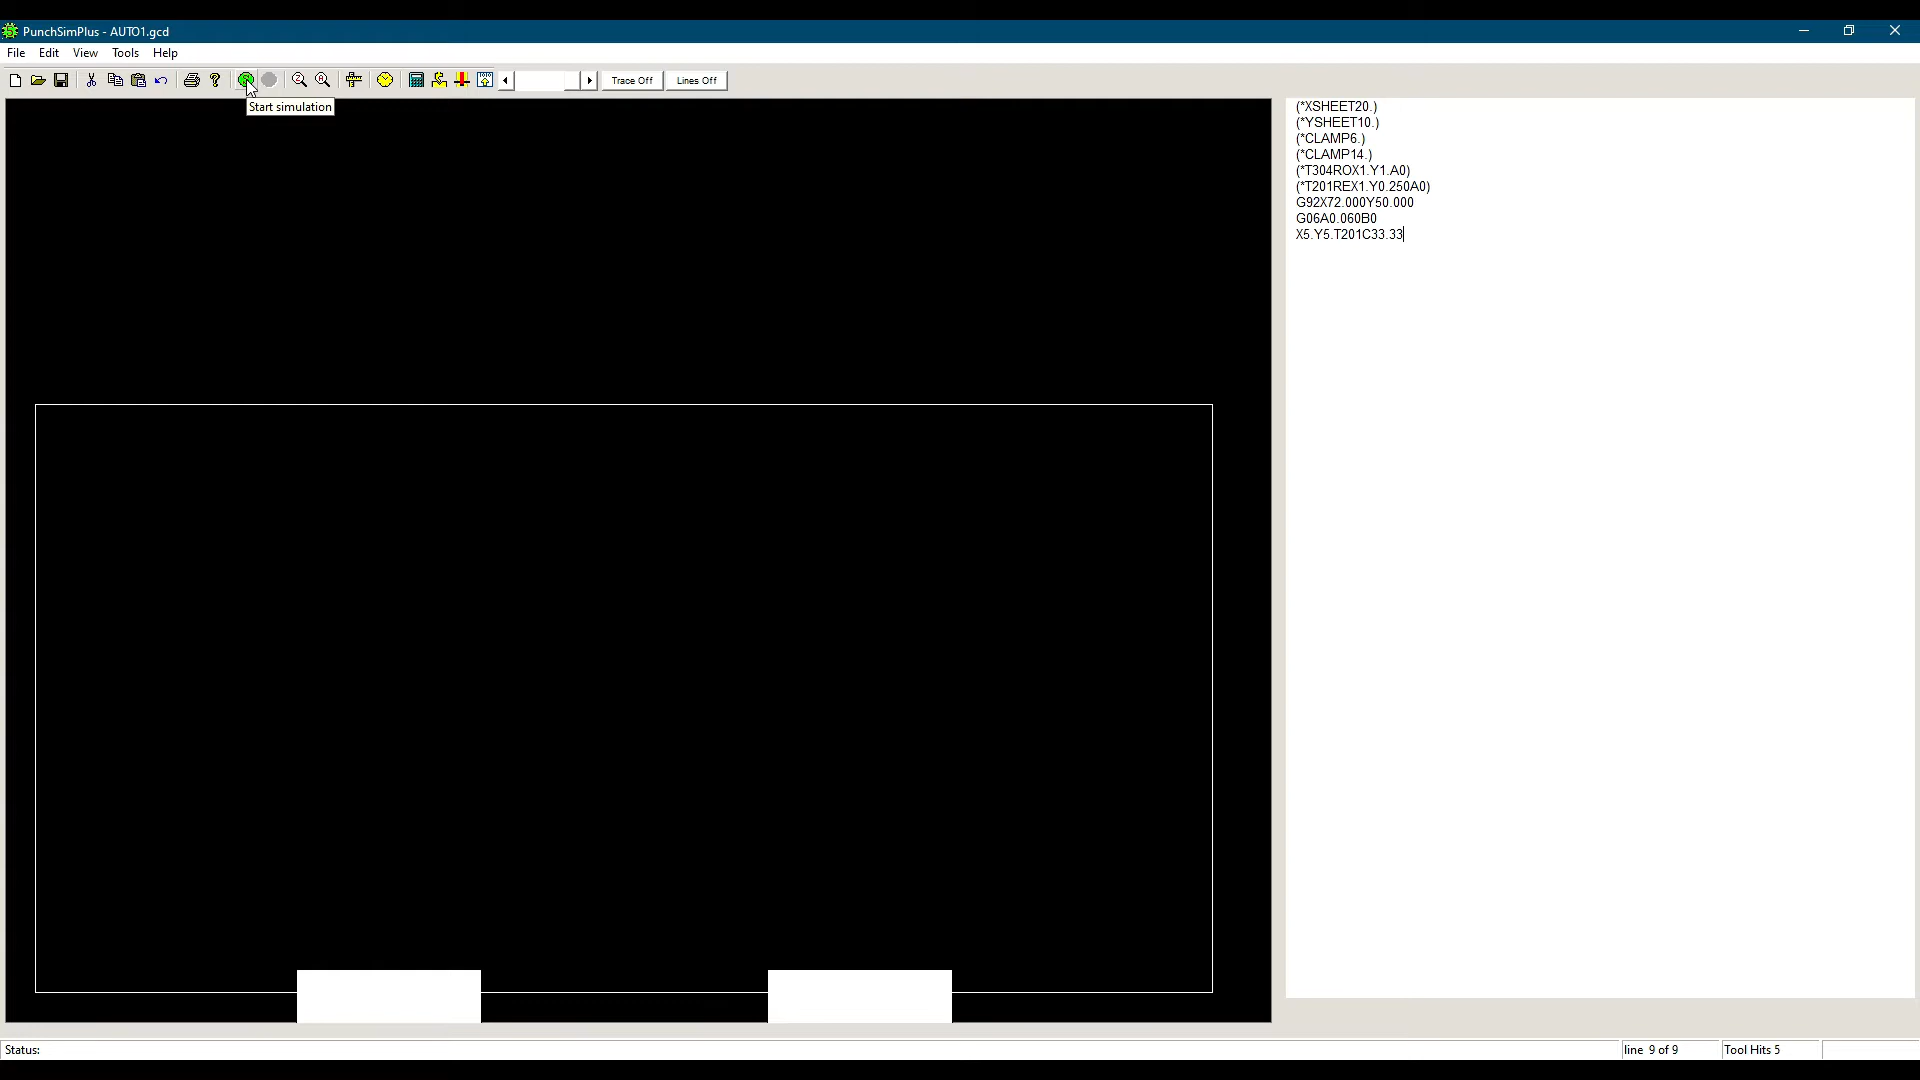 PunchSimPlus - AUTO1.gcd
File Edit View Tools Help
Trace Off Lines Off
Start simulation
(*XSHEET20.)
(*YSHEET10.)
(*CLAMP6.)
(*CLAMP14.)
(*T304ROX1.Y1.A0)
(*T201REX1.Y0.250A0)
G92X72.000Y50.000
G06A0.060B0
X5.Y5.T201C33.33
Status:
line 9 of 9
Tool Hits 5